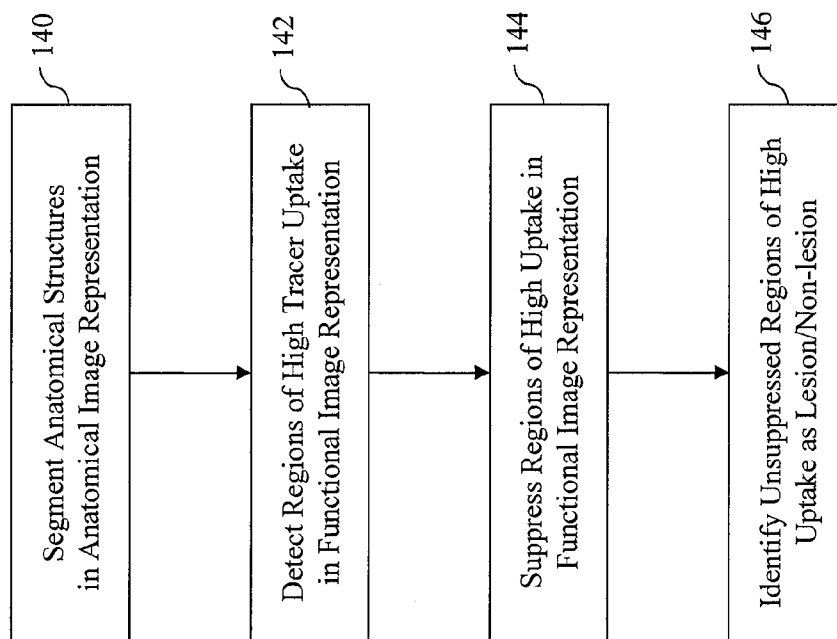 140
Segment Anatomical Structures
in Anatomical Image Representation
142
Detect Regions of High Tracer Uptake
in Functional Image Representation
144
Suppress Regions of High Uptake in
Functional Image Representation
146
Identify Unsuppressed Regions of High
Uptake as Lesion/Non-lesion